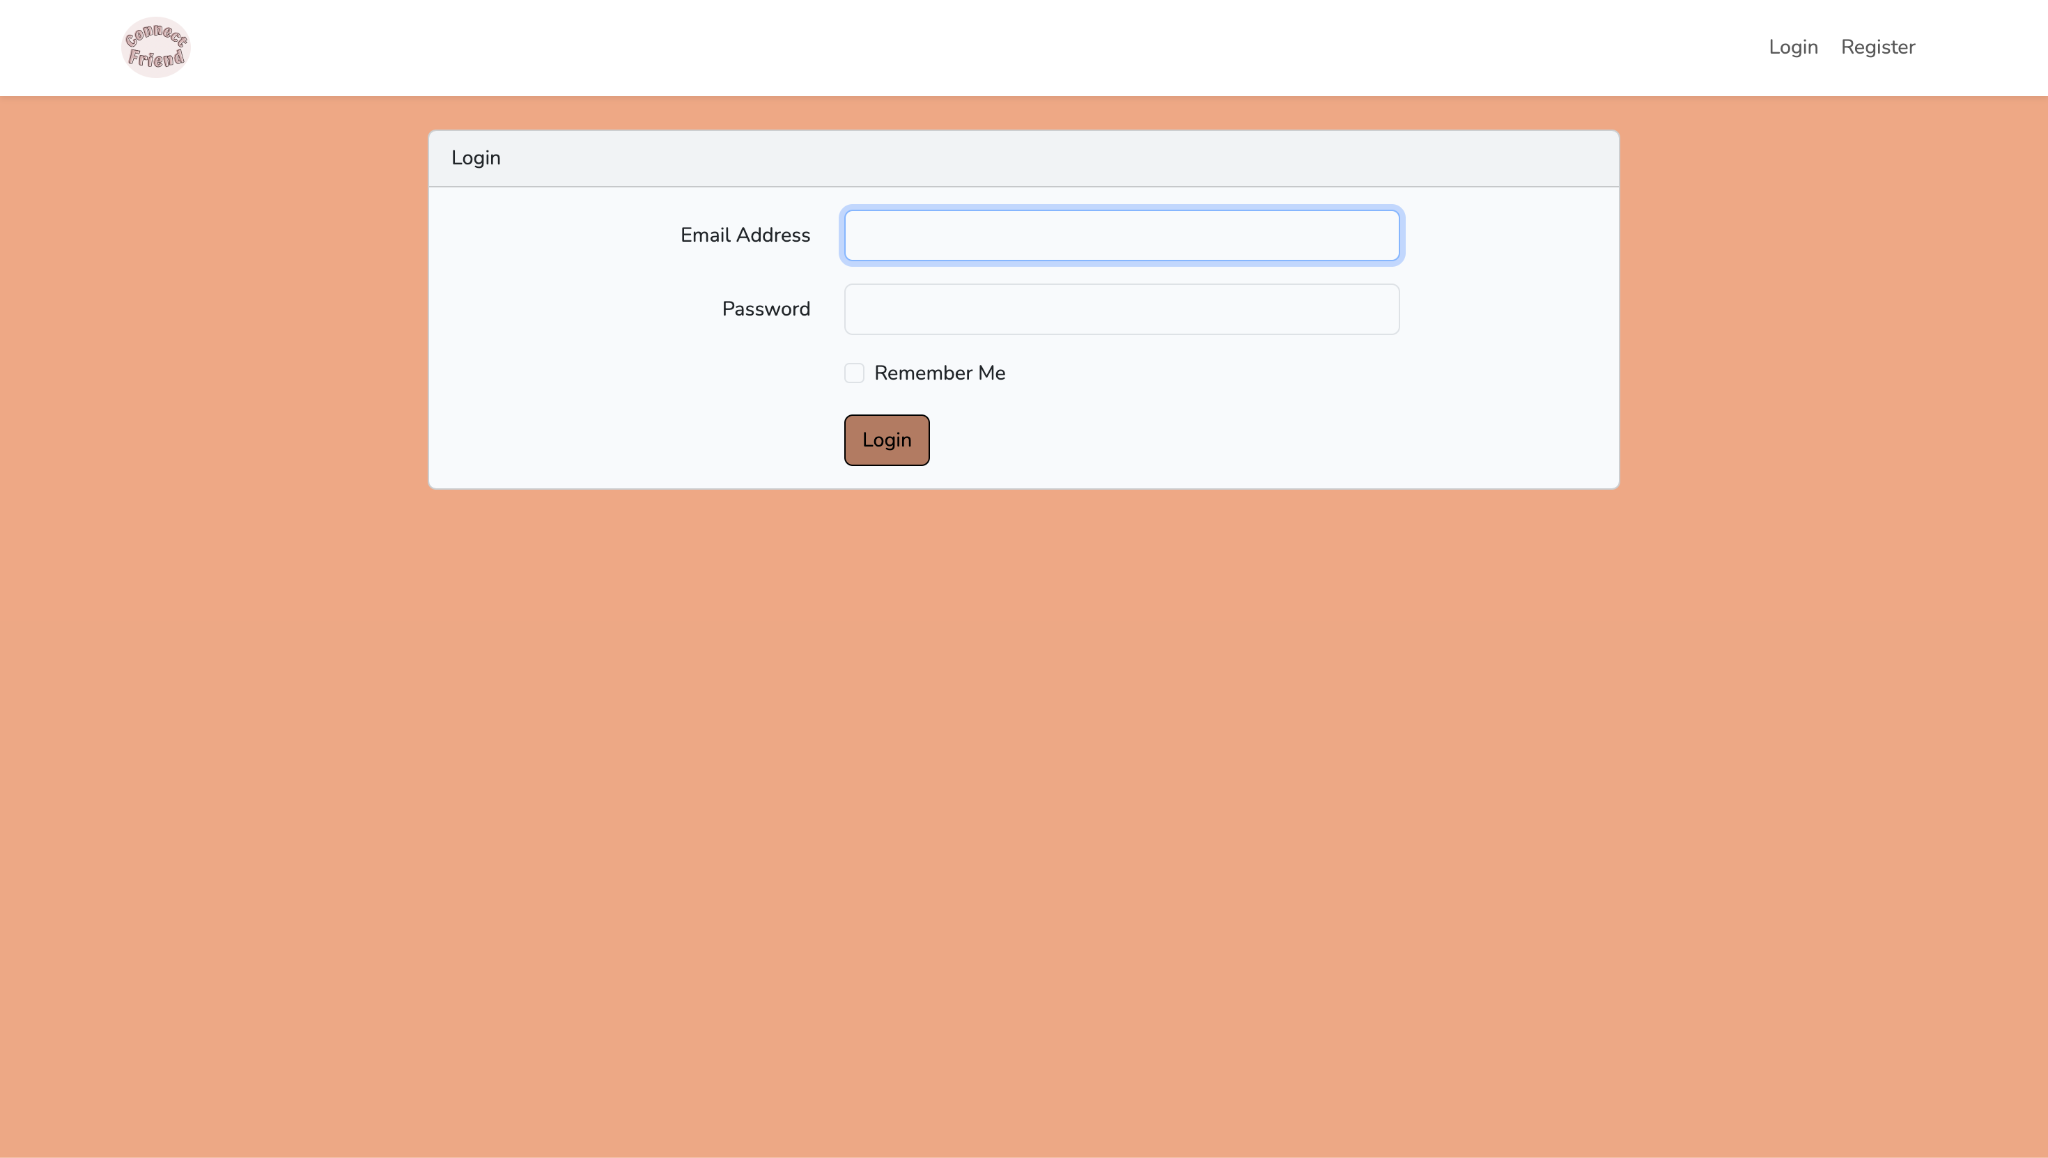 Connect
Friend
Login Register
Login
Email Address
Password
Remember Me
Login